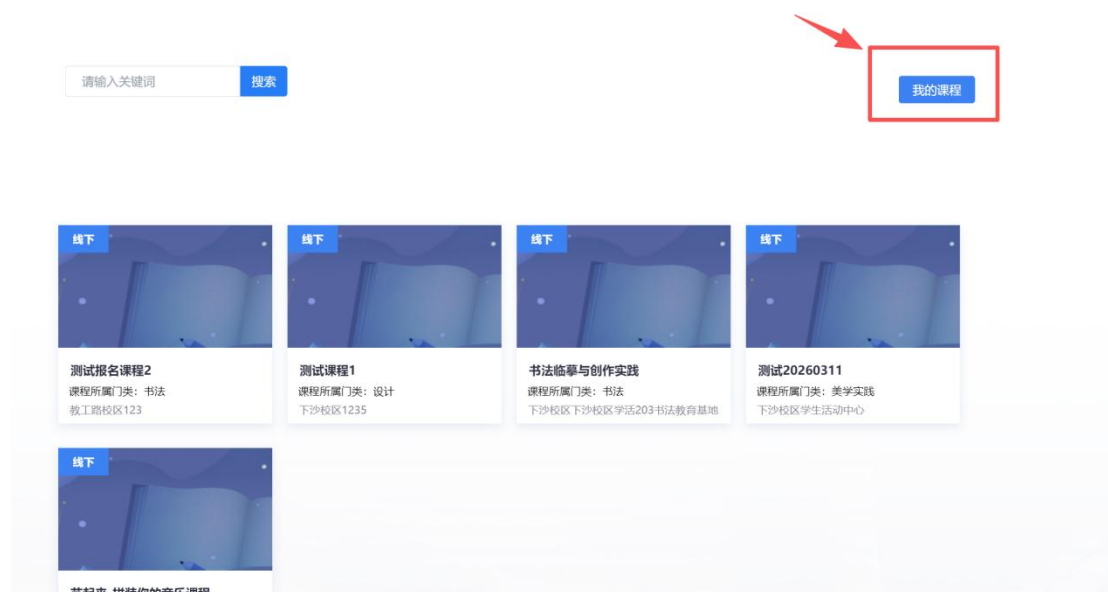 请输入关键词
搜索
我的课程
线下
线下
线下
线下
测试报名课程2
测试课程1
书法临摹与创作实践
测试20260311
课程所属门类：书法
课程所属门类：设计
课程所属门类：书法
课程所属门类：美学实践
教工路校区123
下沙校区1235
下沙校区下沙校区学活203书法教育基地
下沙校区学生活动中心
线下